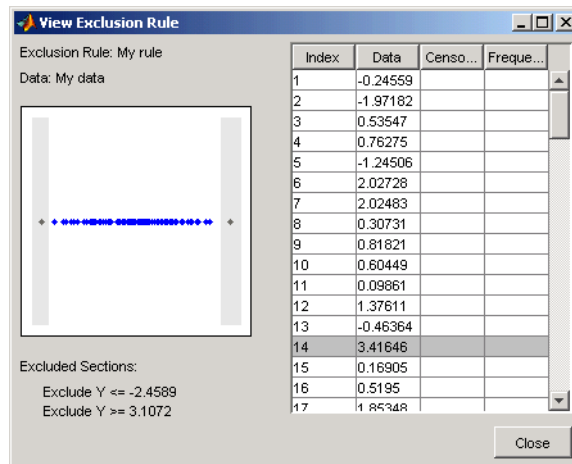 View Exclusion Rule
Exclusion Rule: My rule
Data: My data
Excluded Sections:
Exclude Y <= -2.4589
Exclude Y >= 3.1072
Index Data Censo... Freque...
1 -0.24559
2 -1.97182
3 0.53547
4 0.76275
5 -1.24506
6 2.02728
7 2.02483
8 0.30731
9 0.81821
10 0.60449
11 0.09861
12 1.37611
13 -0.46364
14 3.41646
15 0.16905
16 0.5195
17 1.85348
Close